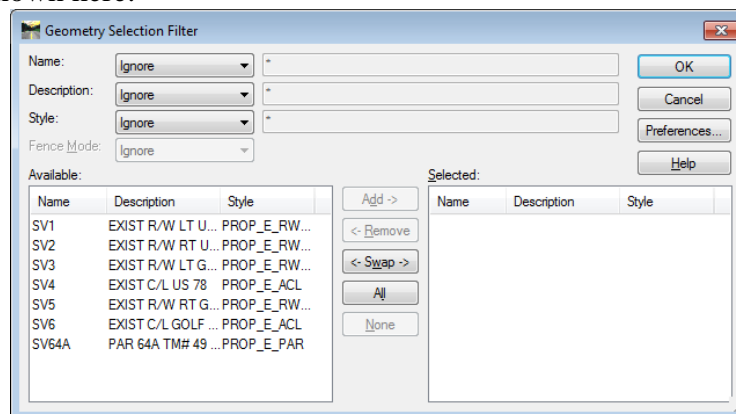 Geometry Selection Filter
Name: Ignore * OK
Description: Ignore * Cancel
Style: Ignore * Preferences...
Fence Mode: Ignore Help
Available: Selected:
Name Description Style Add -> Name Description Style
SV1 EXIST R/W LT U... PROP_E_RW...
SV2 EXIST R/W RT U... PROP_E_RW... <- Remove
SV3 EXIST R/W LT G... PROP_E_RW... <- Swap ->
SV4 EXIST C/L US 78 PROP_E_ACL
SV5 EXIST R/W RT G... PROP_E_RW... All
SV6 EXIST C/L GOLF ... PROP_E_ACL None
SV64A PAR 64A TM# 49 ... PROP_E_PAR